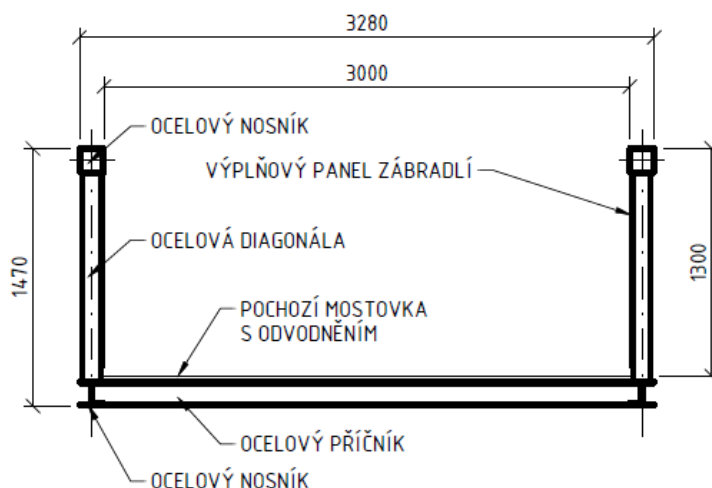 3280
3000
OCELOVÝ NOSNÍK
VÝPLŇOVÝ PANEL ZÁBRADLÍ
OCELOVÁ DIAGONÁLA
1470
1300
POCHOZÍ MOSTOVKA
S ODVODNĚNÍM
OCELOVÝ PŘÍČNÍK
OCELOVÝ NOSNÍK